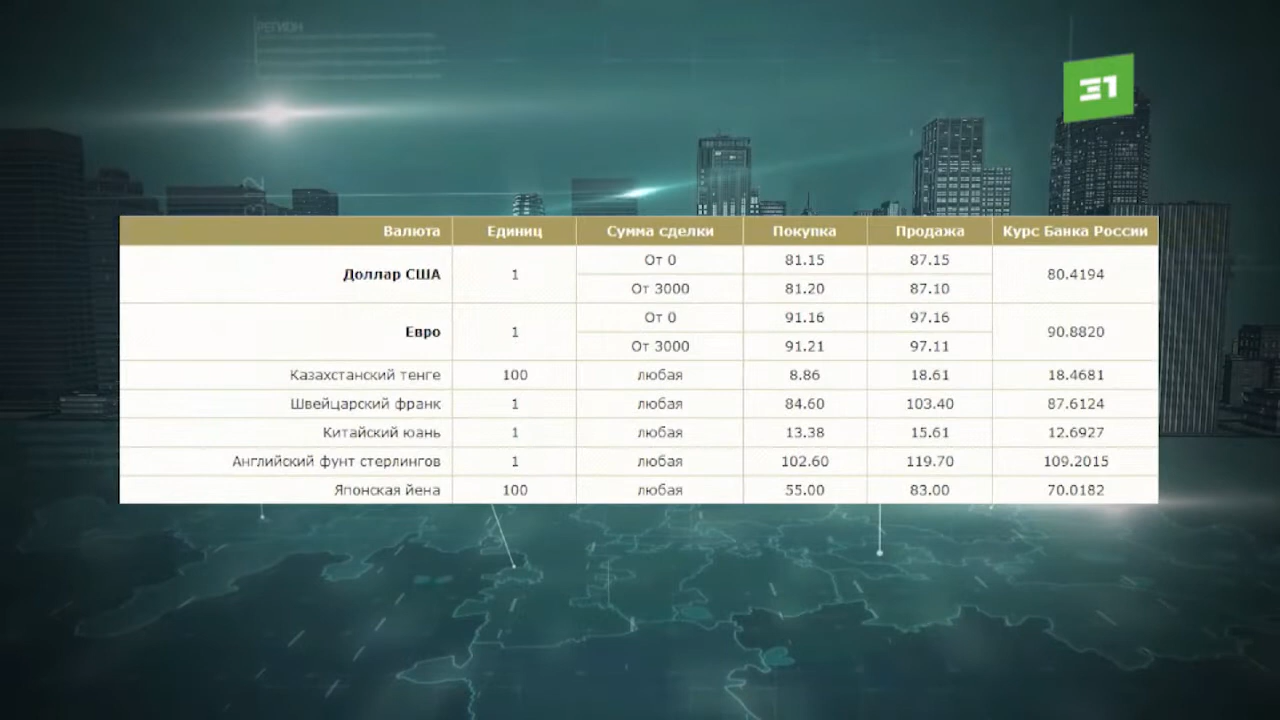 РЕГИОН
31
Валюта Единиц Сумма сделки Покупка Продажа Курс Банка России
Доллар США 1 От 0 81.15 87.15 80.4194
От 3000 81.20 87.10
Евро 1 От 0 91.16 97.16 90.8820
От 3000 91.21 97.11
Казахстанский тенге 100 любая 8.86 18.61 18.4681
Швейцарский франк 1 любая 84.60 103.40 87.6124
Китайский юань 1 любая 13.38 15.61 12.6927
Английский фунт стерлингов 1 любая 102.60 119.70 109.2015
Японская йена 100 любая 55.00 83.00 70.0182